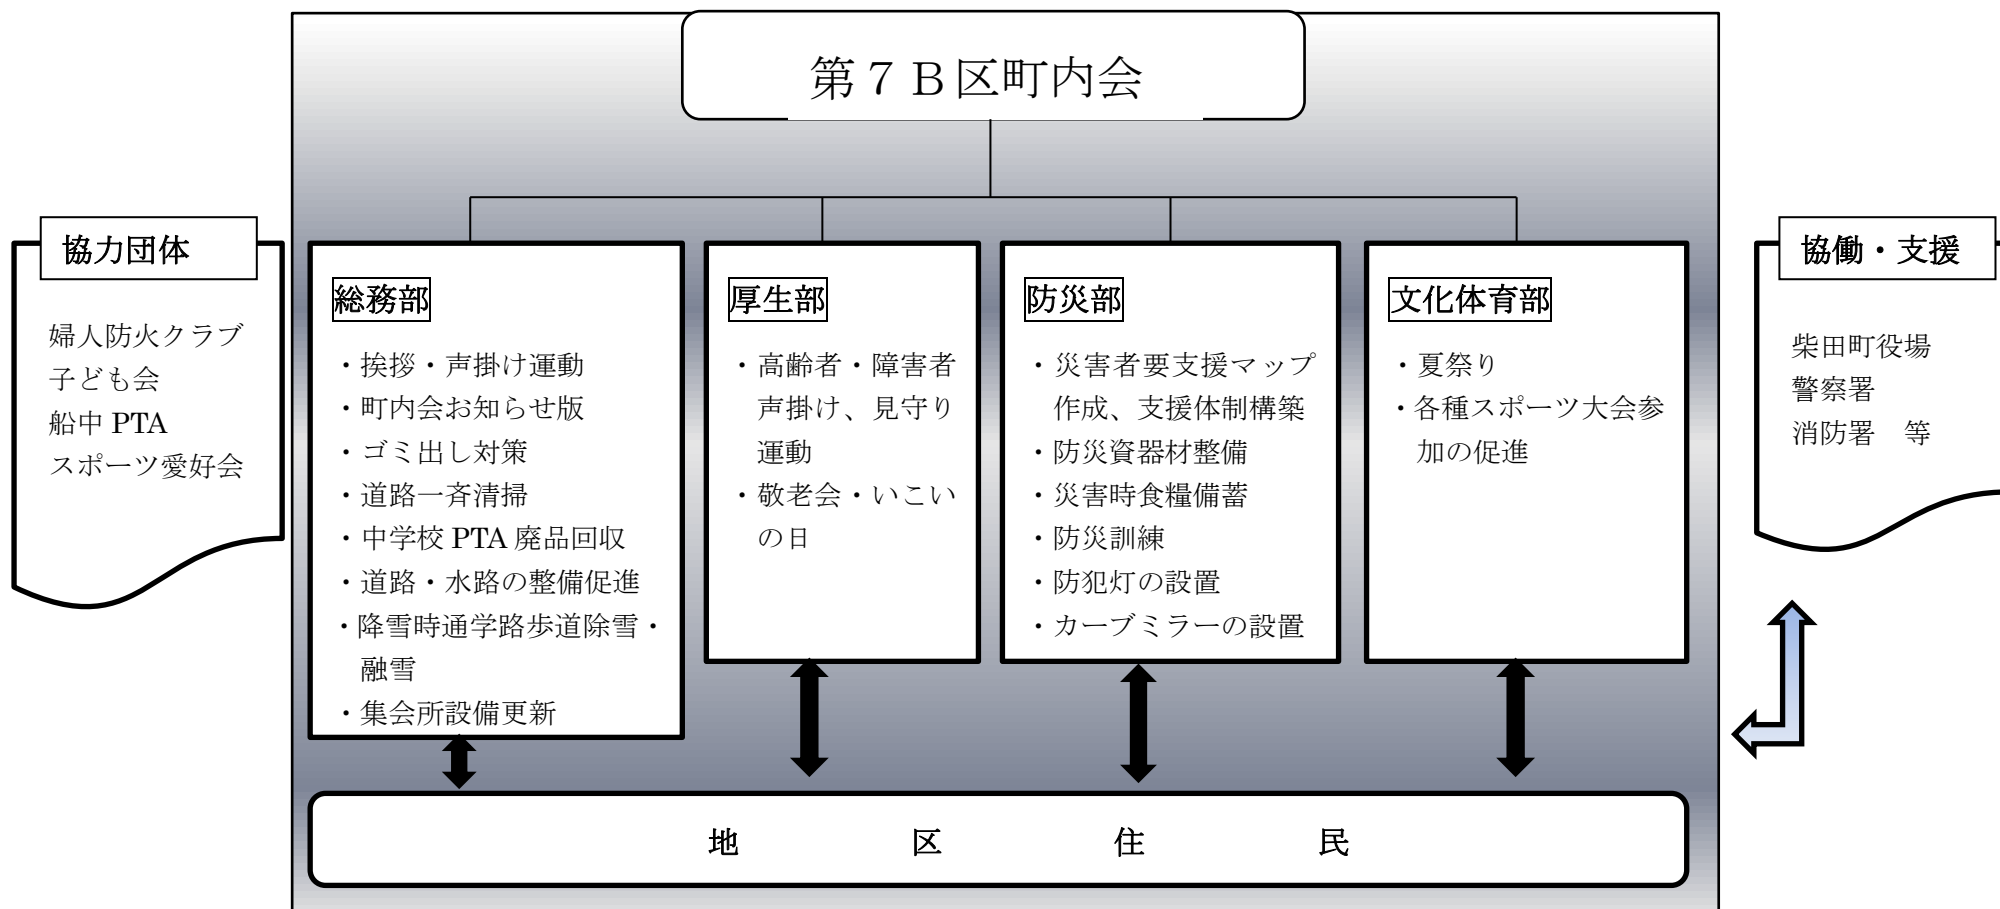 第７Ｂ区町内会
協力団体
婦人防火クラブ
子ども会
船中 PTA
スポーツ愛好会
総務部
・挨拶・声掛け運動
・町内会お知らせ版
・ゴミ出し対策
・道路一斉清掃
・中学校 PTA 廃品回収
・道路・水路の整備促進
・降雪時通学路歩道除雪・
融雪
・集会所設備更新
厚生部
・高齢者・障害者
声掛け、見守り
運動
・敬老会・いこい
の日
防災部
・災害者要支援マップ
作成、支援体制構築
・防災資器材整備
・災害時食糧備蓄
・防災訓練
・防犯灯の設置
・カーブミラーの設置
文化体育部
・夏祭り
・各種スポーツ大会参
加の促進
協働・支援
柴田町役場
警察署
消防署　等
地　区　住　民